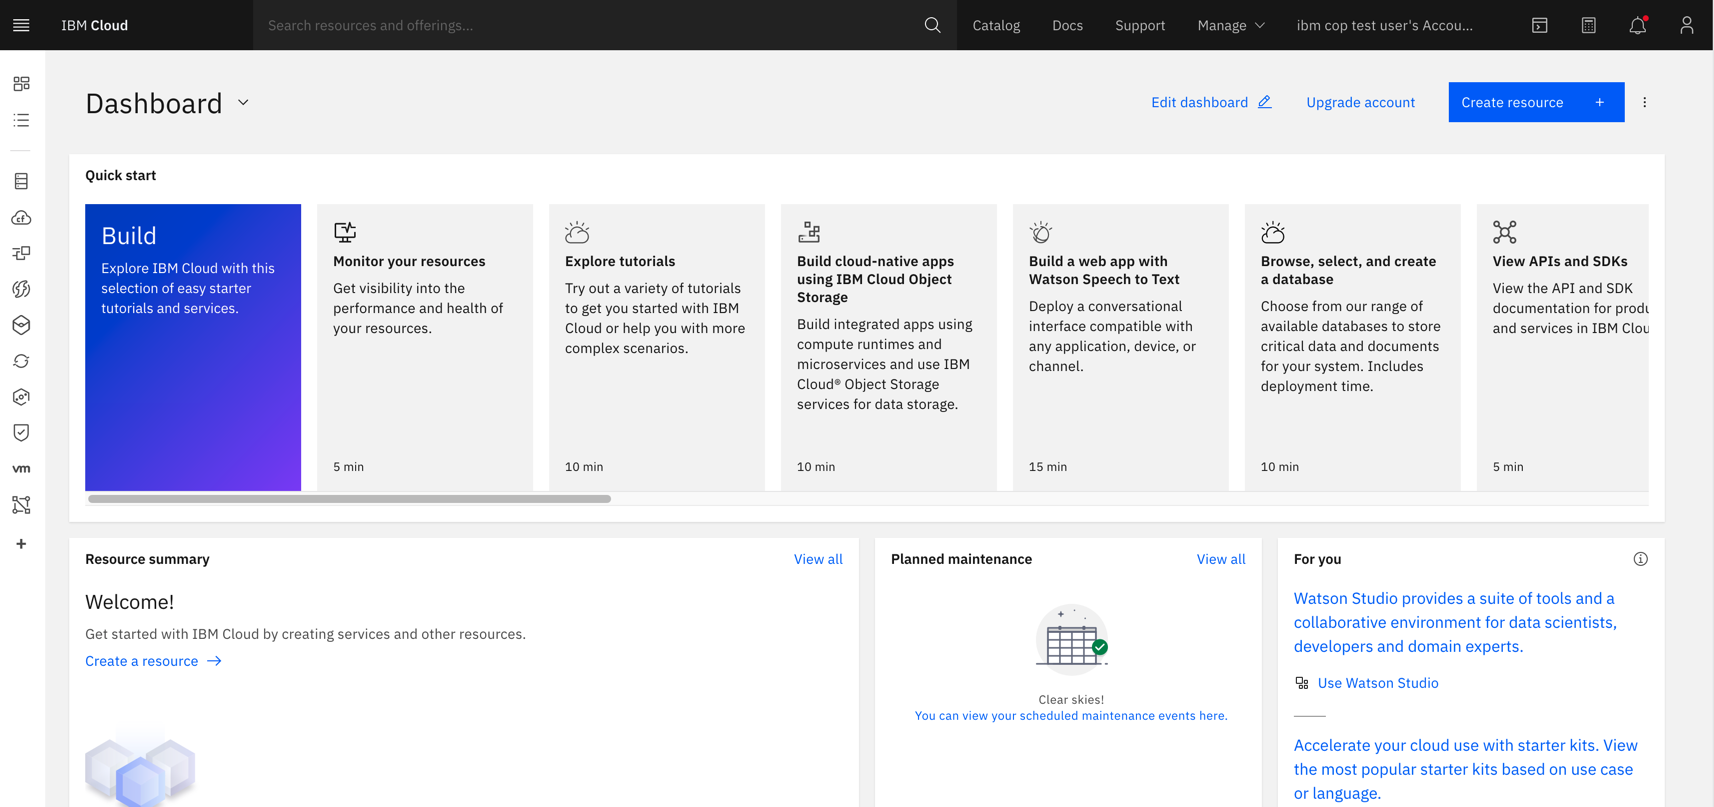 IBM Cloud
Search resources and offerings...
Catalog
Docs
Support
Manage
ibm cop test user's Accou...
Dashboard
Edit dashboard
Upgrade account
Create resource +
Quick start
Build
Explore IBM Cloud with this
selection of easy starter
tutorials and services.
Monitor your resources
Get visibility into the
performance and health of
your resources.
5 min
Explore tutorials
Try out a variety of tutorials
to get you started with IBM
Cloud or help you with more
complex scenarios.
10 min
Build cloud-native apps
using IBM Cloud Object
Storage
Build integrated apps using
compute runtimes and
microservices and use IBM
Cloud® Object Storage
services for data storage.
10 min
Build a web app with
Watson Speech to Text
Deploy a conversational
interface compatible with
any application, device, or
channel.
15 min
Browse, select, and create
a database
Choose from our range of
available databases to store
critical data and documents
for your system. Includes
deployment time.
10 min
View APIs and SDKs
View the API and SDK
documentation for produ
and services in IBM Clou
5 min
cf
vm
+
Resource summary
View all
Welcome!
Get started with IBM Cloud by creating services and other resources.
Create a resource →
Planned maintenance
View all
Clear skies!
You can view your scheduled maintenance events here.
For you
Watson Studio provides a suite of tools and a
collaborative environment for data scientists,
developers and domain experts.
Use Watson Studio
Accelerate your cloud use with starter kits. View
the most popular starter kits based on use case
or language.